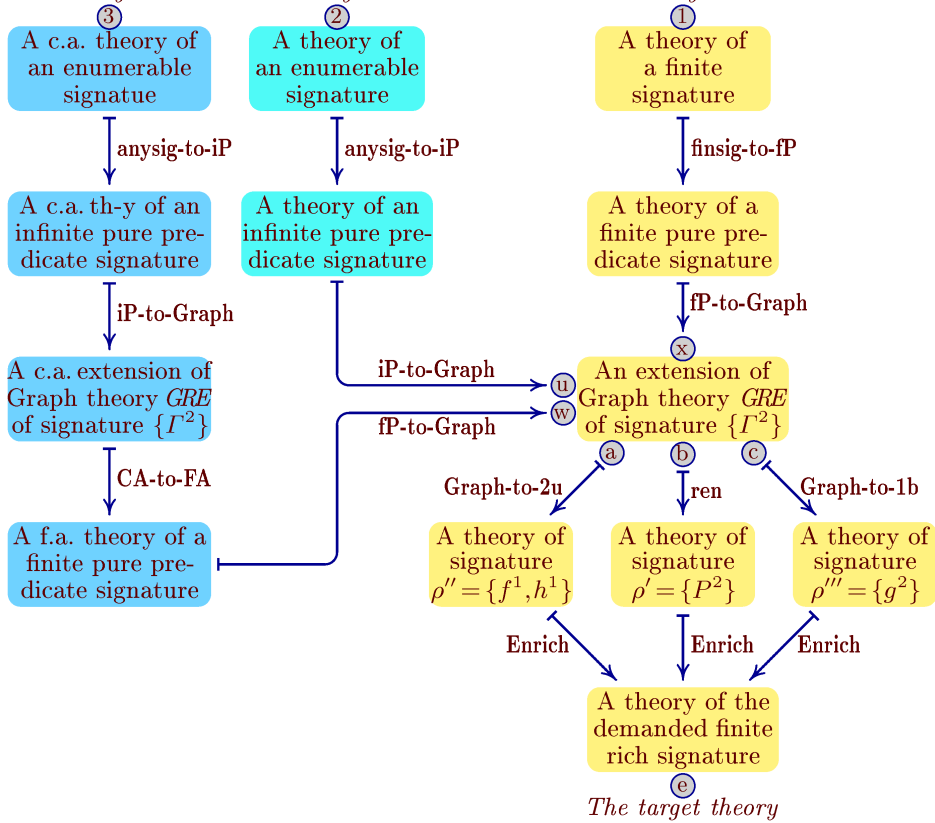 3
A c.a. theory of
an enumerable
signatue
anysig-to-iP
A c.a. th-y of an
infinite pure pre-
dicate signature
iP-to-Graph
A c.a. extension of
Graph theory GRE
of signature {Γ²}
CA-to-FA
A f.a. theory of a
finite pure pre-
dicate signature
2
A theory of
an enumerable
signature
anysig-to-iP
A theory of an
infinite pure pre-
dicate signature
iP-to-Graph
fP-to-Graph
1
A theory of
a finite
signature
finsig-to-fP
A theory of a
finite pure pre-
dicate signature
fP-to-Graph
x
u
w
An extension of
Graph theory GRE
of signature {Γ²}
a
b
c
Graph-to-2u
ren
Graph-to-1b
A theory of
signature
ρ″ = {f¹, h¹}
A theory of
signature
ρ′ = {P²}
A theory of
signature
ρ‴ = {g²}
Enrich
Enrich
Enrich
A theory of the
demanded finite
rich signature
e
The target theory